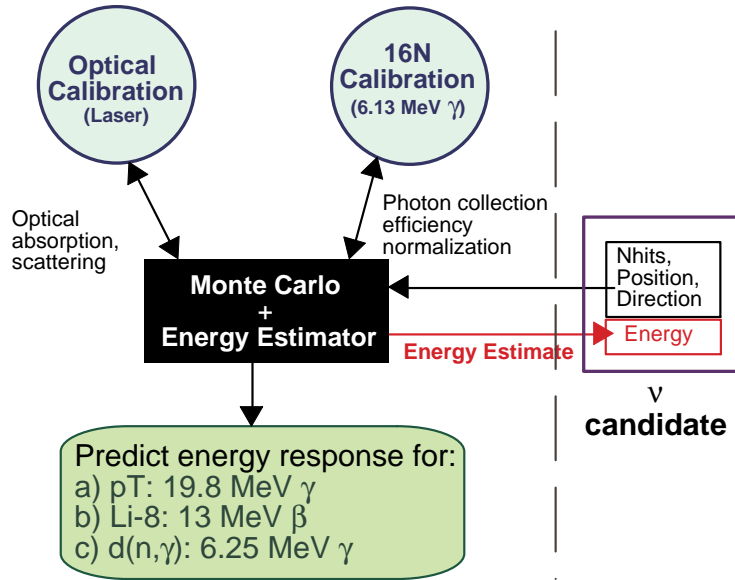 Optical
Calibration
(Laser)
16N
Calibration
(6.13 MeV γ)
Optical
absorption,
scattering
Photon collection
efficiency
normalization
Monte Carlo
+
Energy Estimator
Nhits,
Position,
Direction
Energy
Energy Estimate
ν
candidate
Predict energy response for:
a) pT: 19.8 MeV γ
b) Li-8: 13 MeV β
c) d(n,γ): 6.25 MeV γ